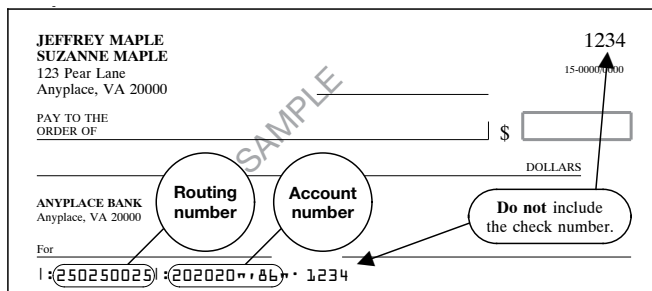 JEFFREY MAPLE
SUZANNE MAPLE
123 Pear Lane
Anyplace, VA 20000
1234
15-0000/0000
SAMPLE
PAY TO THE
ORDER OF
$
DOLLARS
ANYPLACE BANK
Anyplace, VA 20000
Routing
number
Account
number
Do not include
the check number.
For
|:250250025|:202020"'86"· 1234